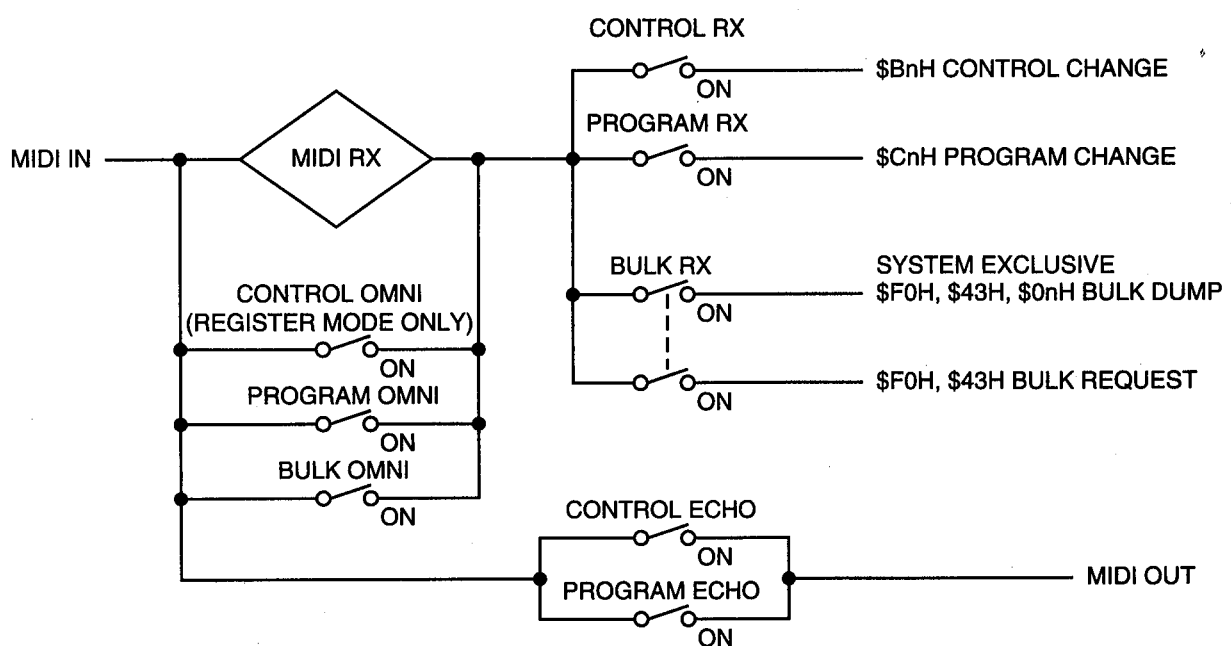 CONTROL RX
$BnH CONTROL CHANGE
ON
PROGRAM RX
MIDI IN
MIDI RX
$CnH PROGRAM CHANGE
ON
BULK RX
SYSTEM EXCLUSIVE
$F0H, $43H, $0nH BULK DUMP
ON
CONTROL OMNI
(REGISTER MODE ONLY)
ON
$F0H, $43H BULK REQUEST
ON
PROGRAM OMNI
ON
BULK OMNI
ON
CONTROL ECHO
ON
MIDI OUT
PROGRAM ECHO
ON